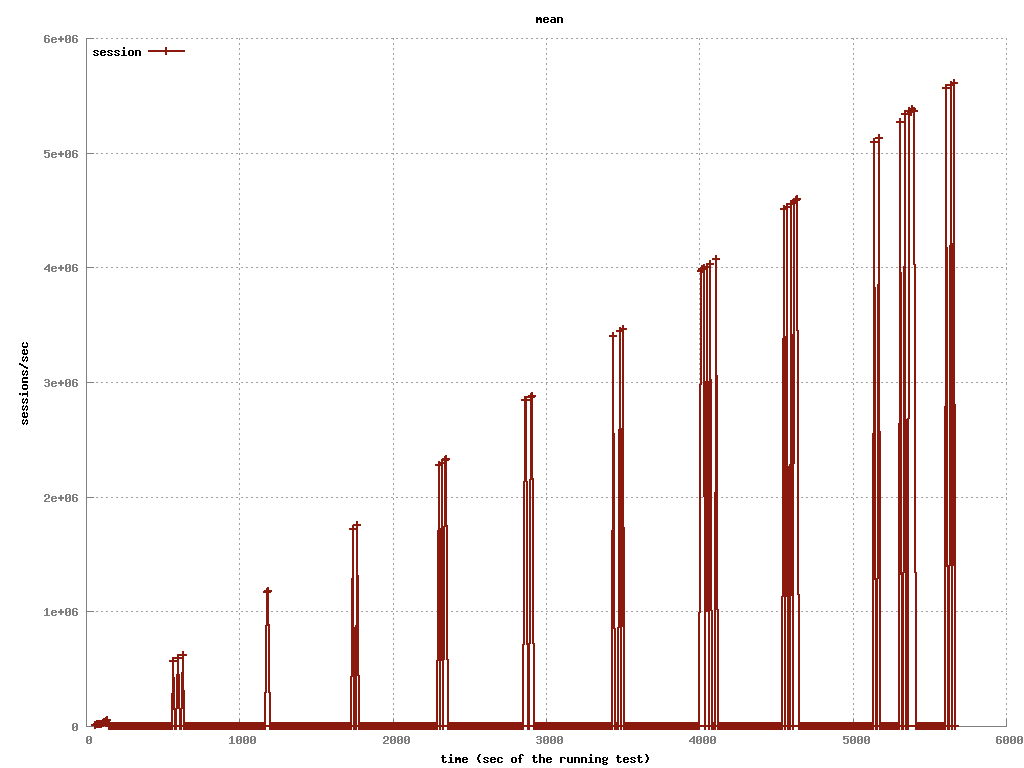 mean
6e+06
session
5e+06
4e+06
3e+06
2e+06
1e+06
0
sessions/sec
0 1000 2000 3000 4000 5000 6000
time (sec of the running test)